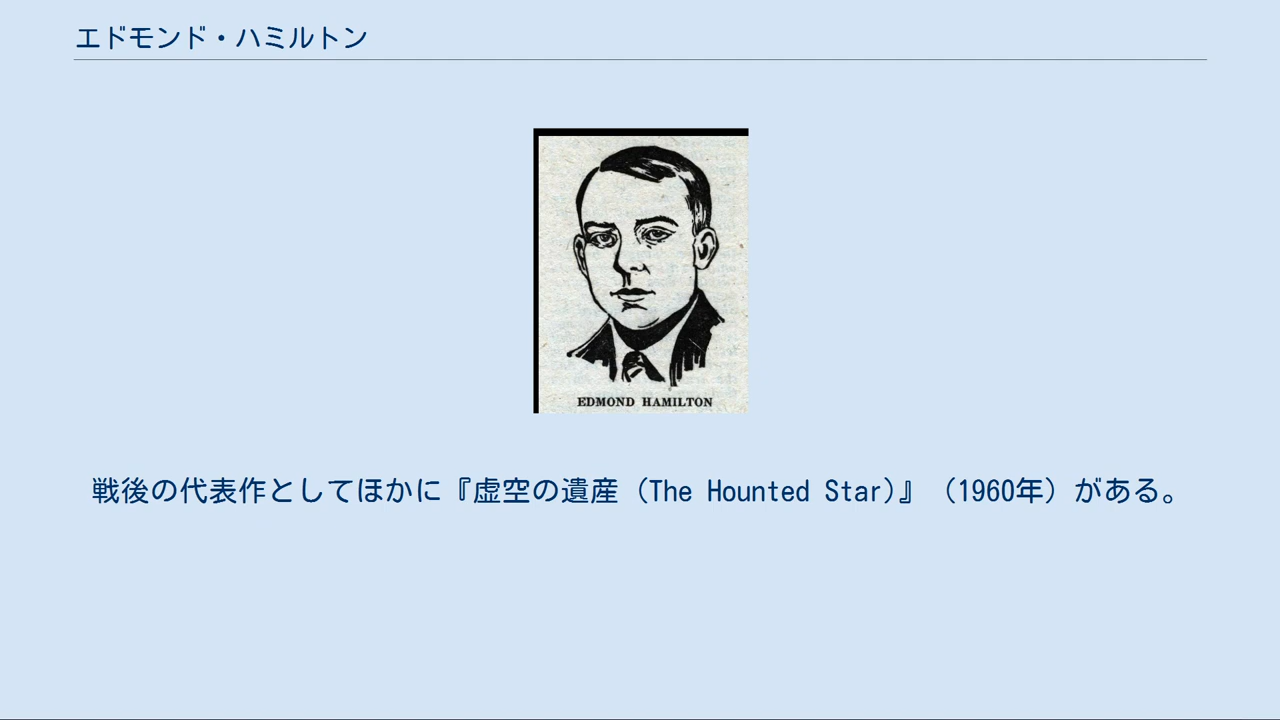 エドモンド・ハミルトン
EDMOND HAMILTON
戦後の代表作としてほかに『虚空の遺産（The Hounted Star)』（1960年）がある。